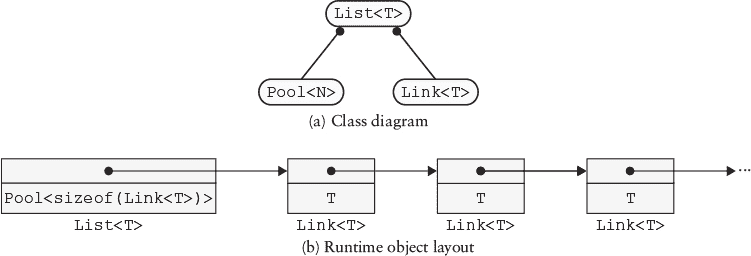 List<T>
Pool<N> Link<T>
(a) Class diagram
...
Pool<sizeof(Link<T>)> T T T
List<T> Link<T> Link<T> Link<T>
(b) Runtime object layout